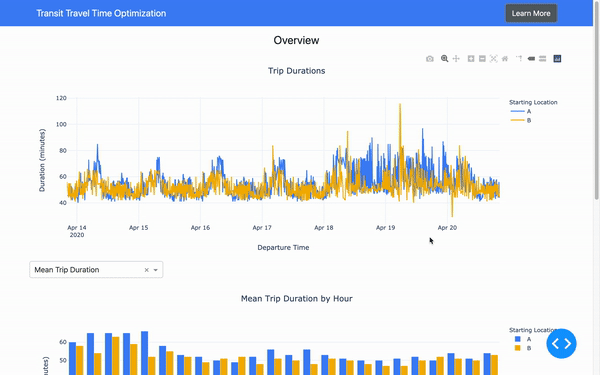 Transit Travel Time Optimization
Learn More
Overview
Trip Durations
Starting Location
A
B
120
100
80
60
40
Duration (minutes)
Apr 14
2020
Apr 15
Apr 16
Apr 17
Apr 18
Apr 19
Apr 20
Departure Time
Mean Trip Duration
Mean Trip Duration by Hour
Starting Location
A
B
60
50